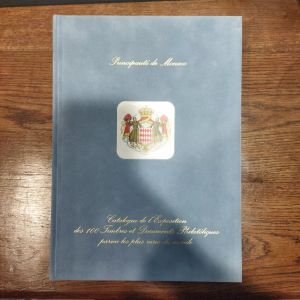 Principauté de Monaco
Catalogue de l'Exposition
des 100 Timbres et Documents Philatéliques
parmi les plus rares du monde